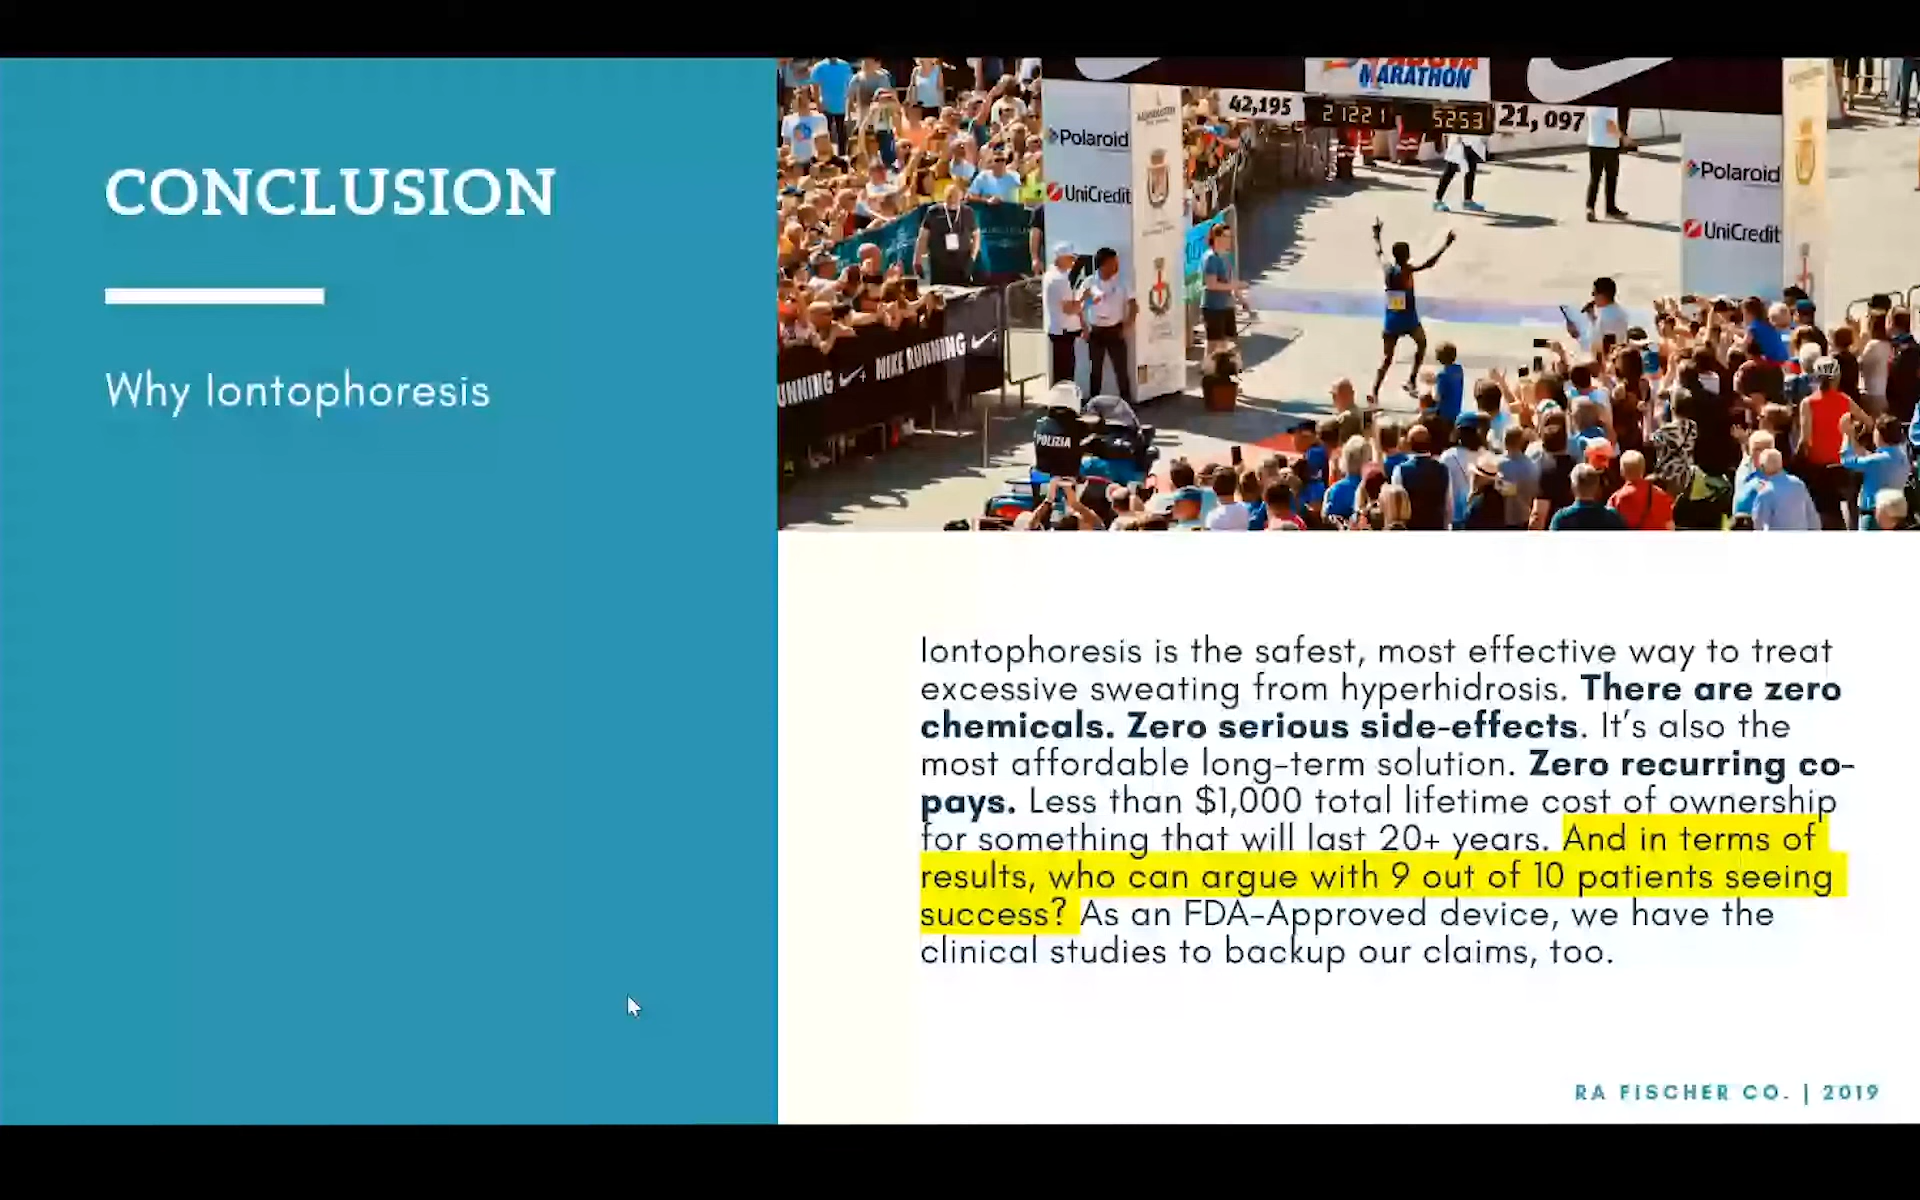 CONCLUSION
Why Iontophoresis
MARATHON
42,195
21221
5253
21,097
Polaroid
UniCredit
Polaroid
UniCredit
UNNING
NIKE RUNNING
POLIZIA
Iontophoresis is the safest, most effective way to treat
excessive sweating from hyperhidrosis. There are zero
chemicals. Zero serious side-effects. It's also the
most affordable long-term solution. Zero recurring co-
pays. Less than $1,000 total lifetime cost of ownership
for something that will last 20+ years. And in terms of
results, who can argue with 9 out of 10 patients seeing
success? As an FDA-Approved device, we have the
clinical studies to backup our claims, too.
RA FISCHER CO. | 2019